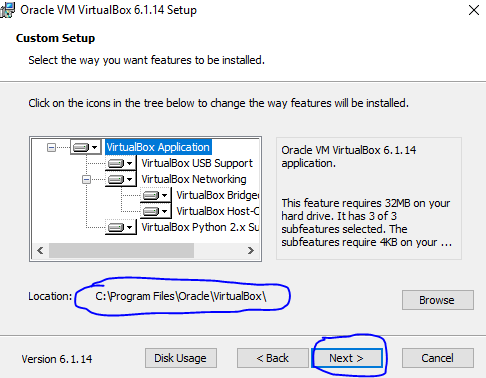 Oracle VM VirtualBox 6.1.14 Setup
Custom Setup
Select the way you want features to be installed.
Click on the icons in the tree below to change the way features will be installed.
VirtualBox Application
VirtualBox USB Support
VirtualBox Networking
VirtualBox Bridged
VirtualBox Host-O
VirtualBox Python 2.x Su
Oracle VM VirtualBox 6.1.14
application.
This feature requires 32MB on your
hard drive. It has 3 of 3
subfeatures selected. The
subfeatures require 4KB on your ...
Location: C:\Program Files\Oracle\VirtualBox\
Browse
Version 6.1.14
Disk Usage
< Back
Next >
Cancel